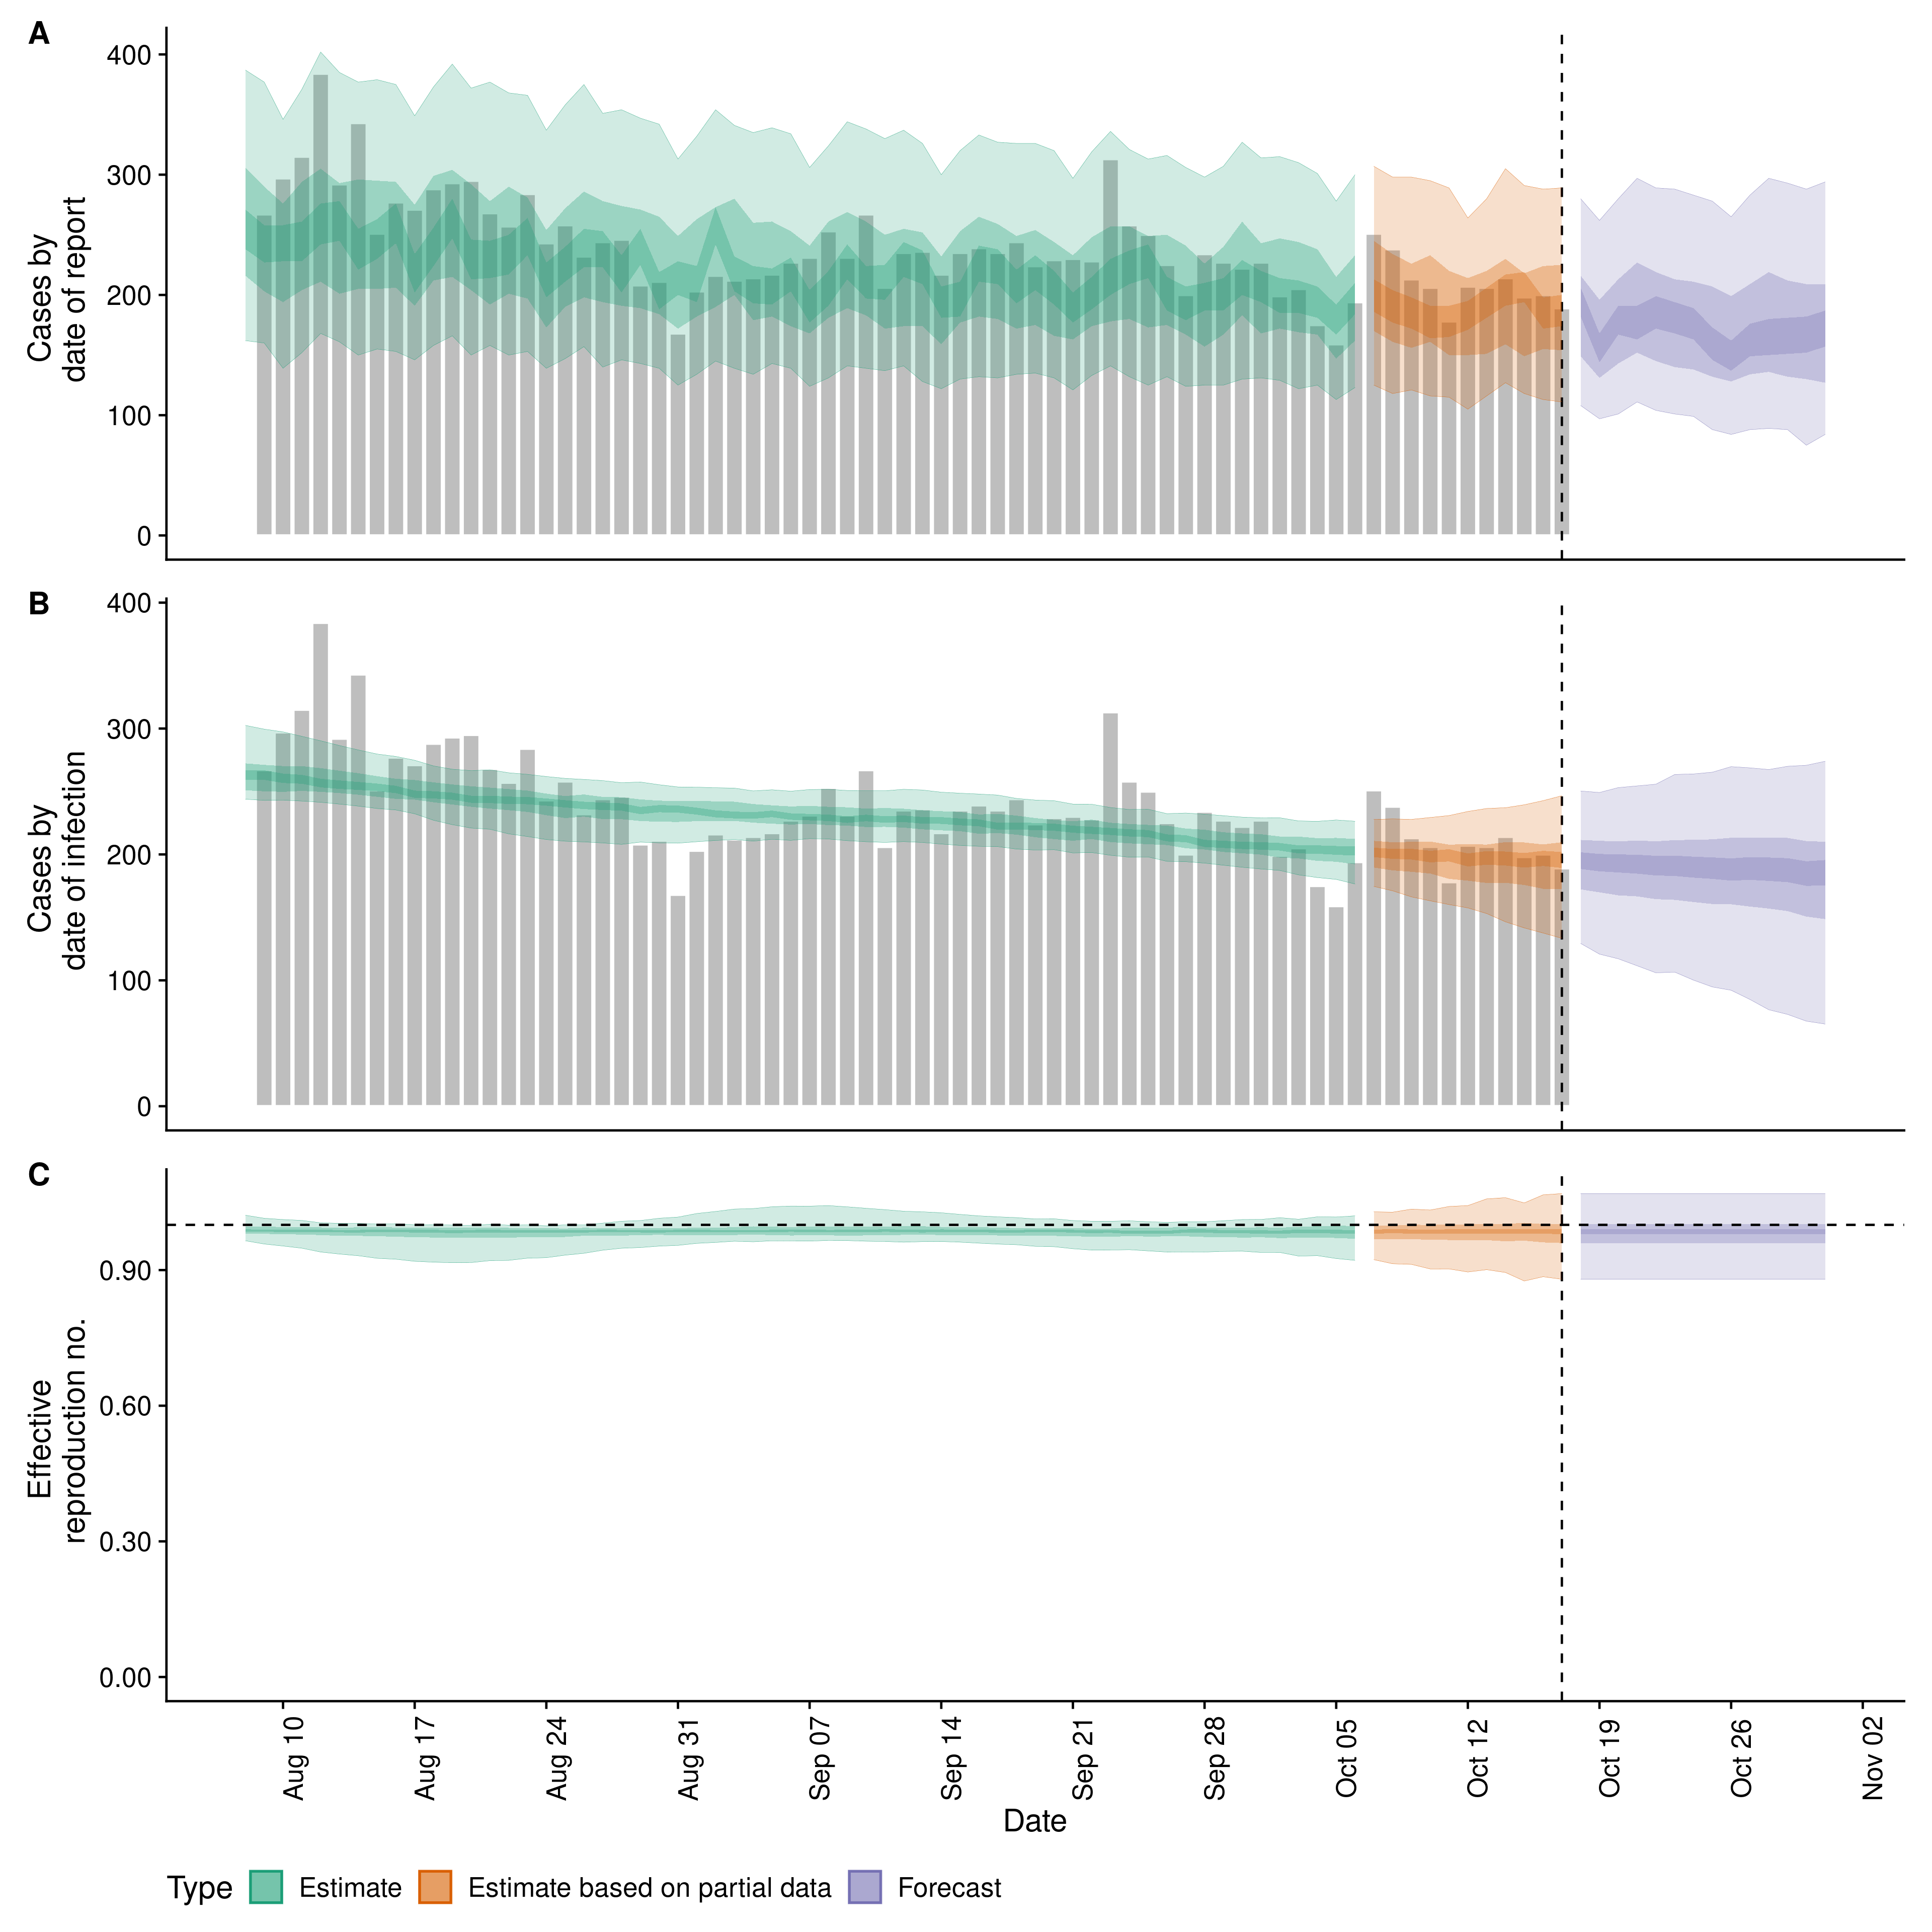 A
400
300
200
100
0
Cases by
date of report
B
400
300
200
100
0
Cases by
date of infection
C
0.90
0.60
0.30
0.00
Effective
reproduction no.
Aug 10
Aug 17
Aug 24
Aug 31
Sep 07
Sep 14
Sep 21
Sep 28
Oct 05
Oct 12
Oct 19
Oct 26
Nov 02
Date
Type Estimate Estimate based on partial data Forecast